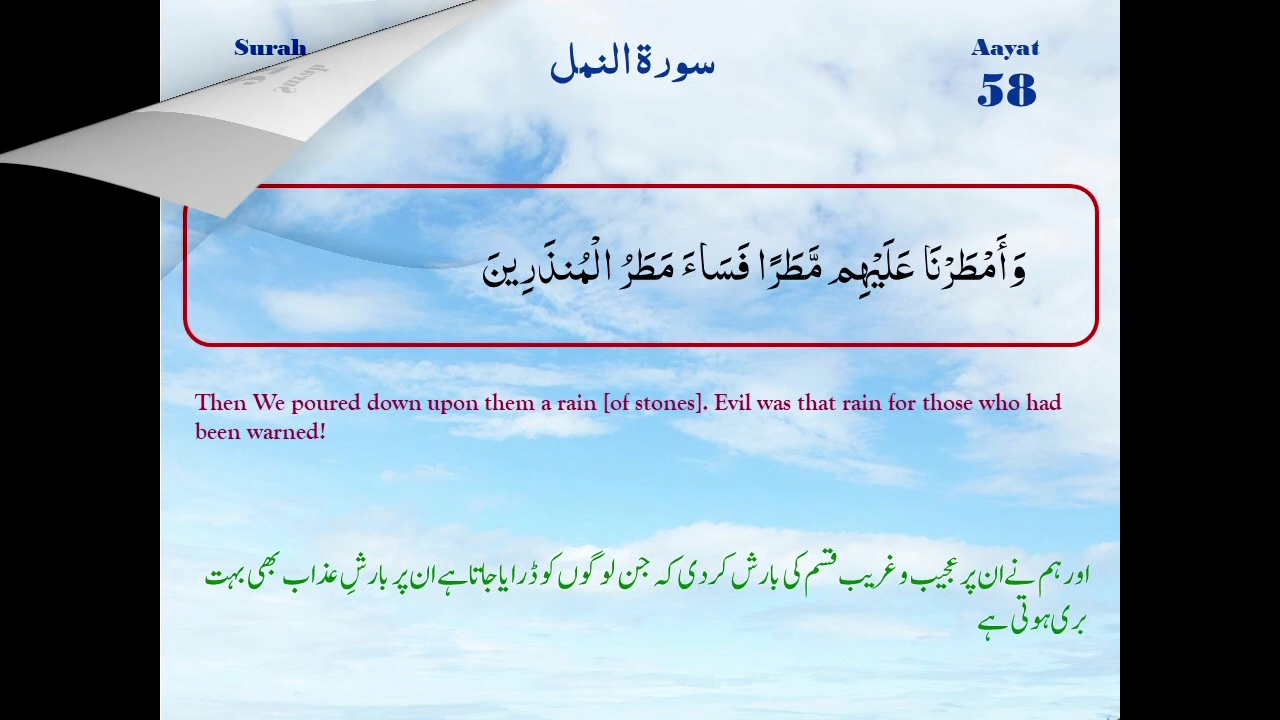 Surah
سورة النمل
Aayat
58
وَأَمْطَرْنَا عَلَيْهِم مَّطَرًا فَسَاءَ مَطَرُ الْمُنذَرِينَ
Then We poured down upon them a rain [of stones]. Evil was that rain for those who had
been warned!
اور ہم نے ان پر عجیب و غریب قسم کی بارش کردی کہ جن لوگوں کو ڈرایا جاتا ہے ان پر بارشِ عذاب بھی بہت
بری ہوتی ہے